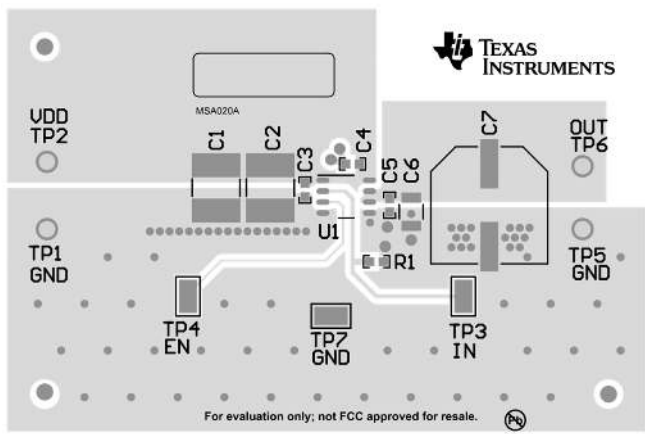 TEXAS
INSTRUMENTS
MSA020A
VDD
TP2
C1
C2
C3
C4
C5
C6
C7
OUT
TP6
U1
R1
TP1
GND
TP5
GND
TP4
EN
TP7
GND
TP3
IN
For evaluation only; not FCC approved for resale.
Pb